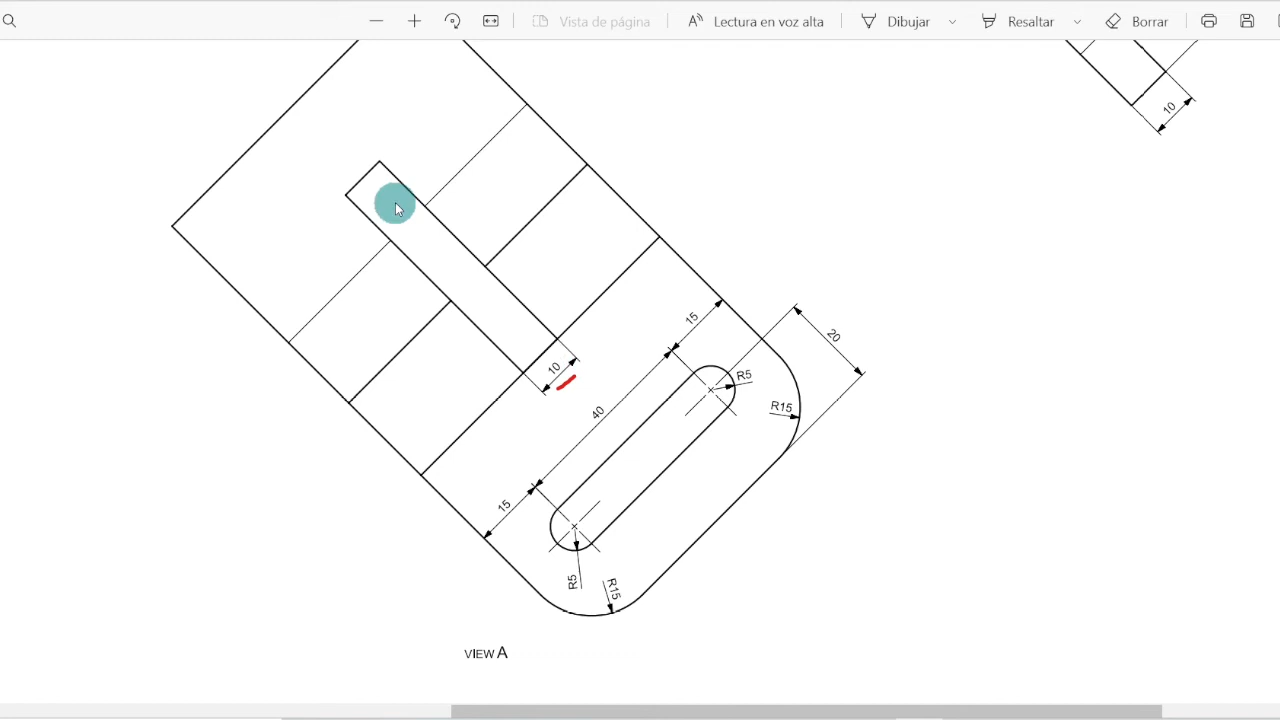 Vista de página
Lectura en voz alta
Dibujar
Resaltar
Borrar
10
15
20
10
R5
R15
40
15
R5
R15
VIEW A